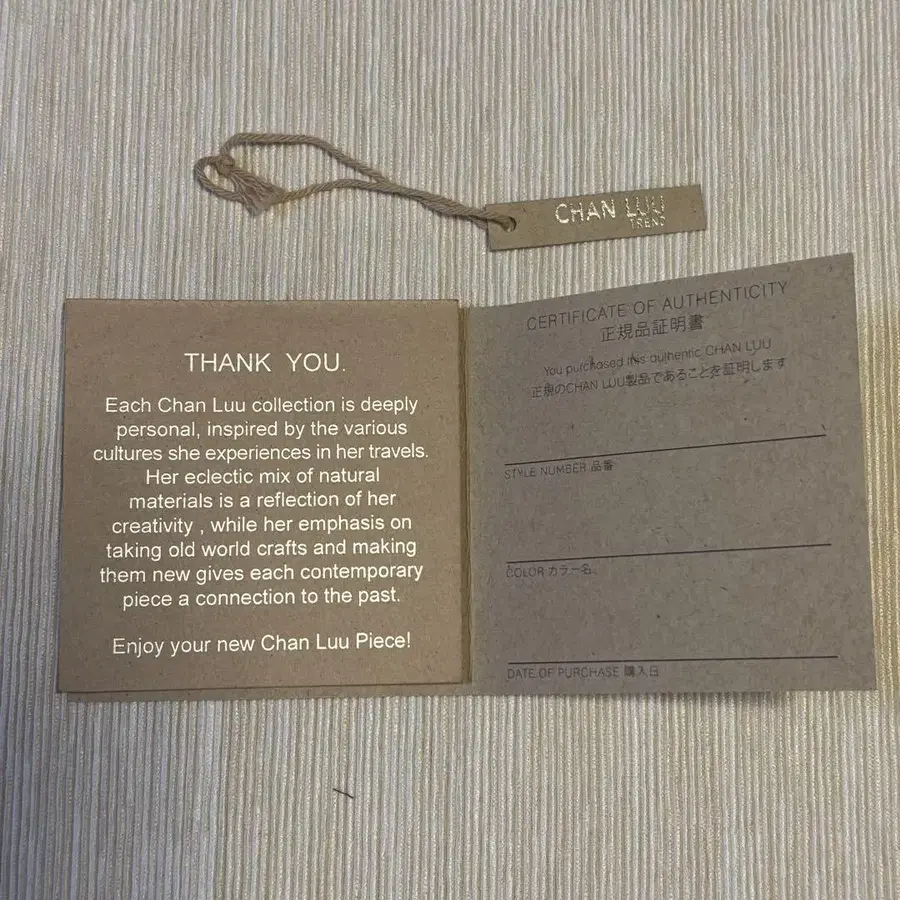 CHAN LUU
TREND
THANK YOU.
Each Chan Luu collection is deeply
personal, inspired by the various
cultures she experiences in her travels.
Her eclectic mix of natural
materials is a reflection of her
creativity , while her emphasis on
taking old world crafts and making
them new gives each contemporary
piece a connection to the past.
Enjoy your new Chan Luu Piece!
CERTIFICATE OF AUTHENTICITY
正規品証明書
You purchased this authentic CHAN LUU
正規のCHAN LUU製品であることを証明します
STYLE NUMBER 品番
COLOR カラー名
DATE OF PURCHASE 購入日